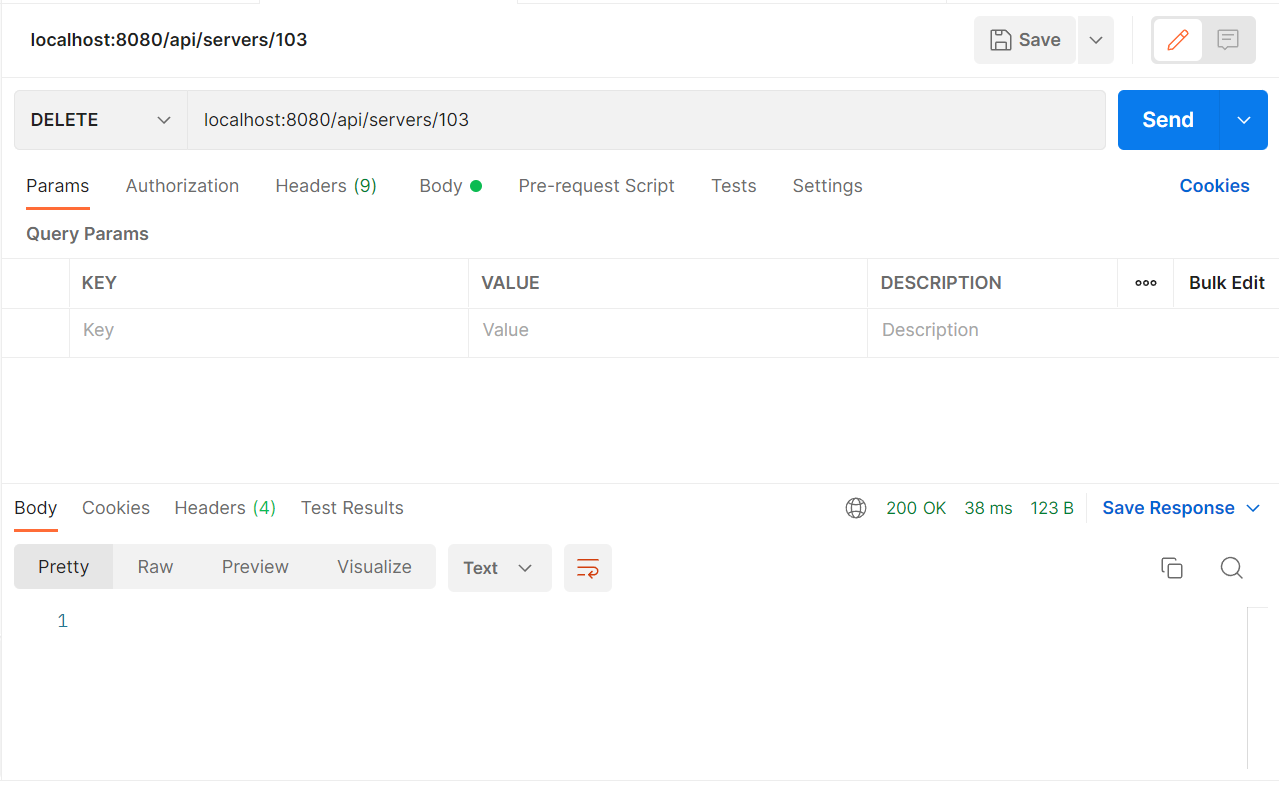 localhost:8080/api/servers/103
Save
DELETE localhost:8080/api/servers/103 Send
Params Authorization Headers (9) Body Pre-request Script Tests Settings Cookies
Query Params
KEY VALUE DESCRIPTION Bulk Edit
Key Value Description
Body Cookies Headers (4) Test Results 200 OK 38 ms 123 B Save Response
Pretty Raw Preview Visualize Text
1